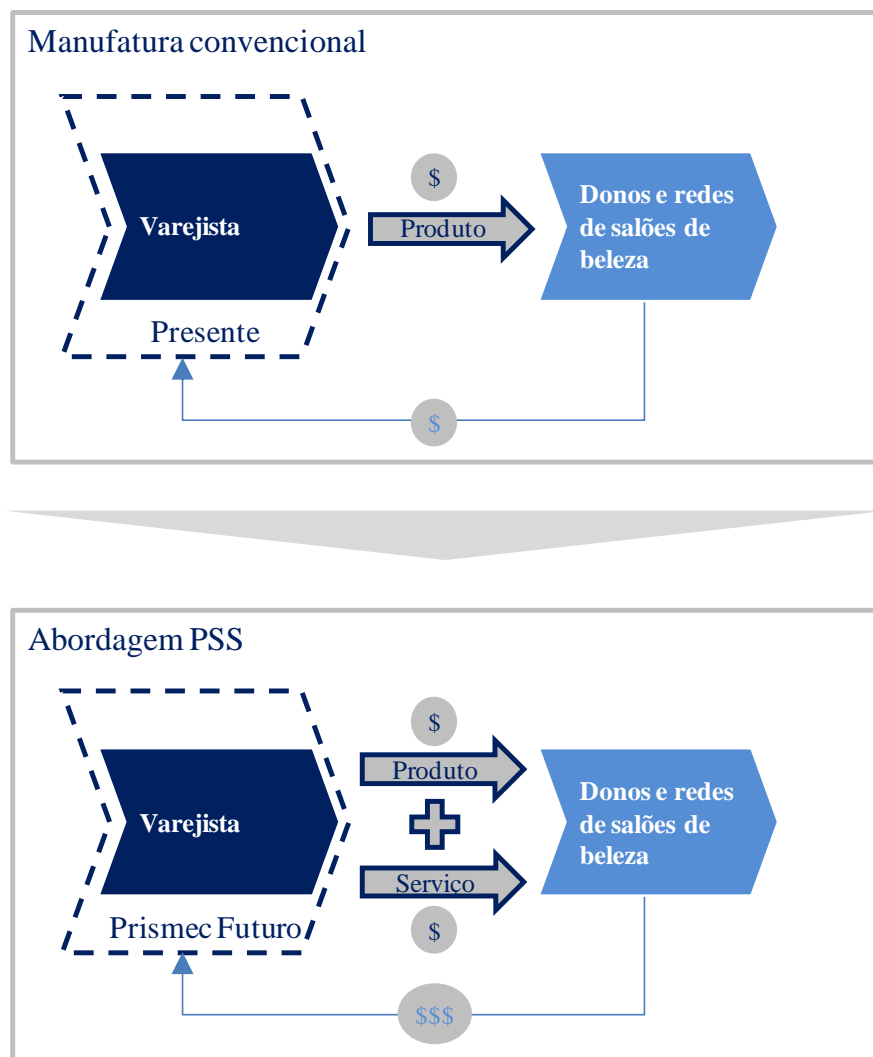 Manufatura convencional
$
Varejista
Produto
Donos e redes
de salões de
beleza
Presente
$
Abordagem PSS
$
Produto
Varejista
Donos e redes
de salões de
beleza
Serviço
Prismec Futuro
$
$$$